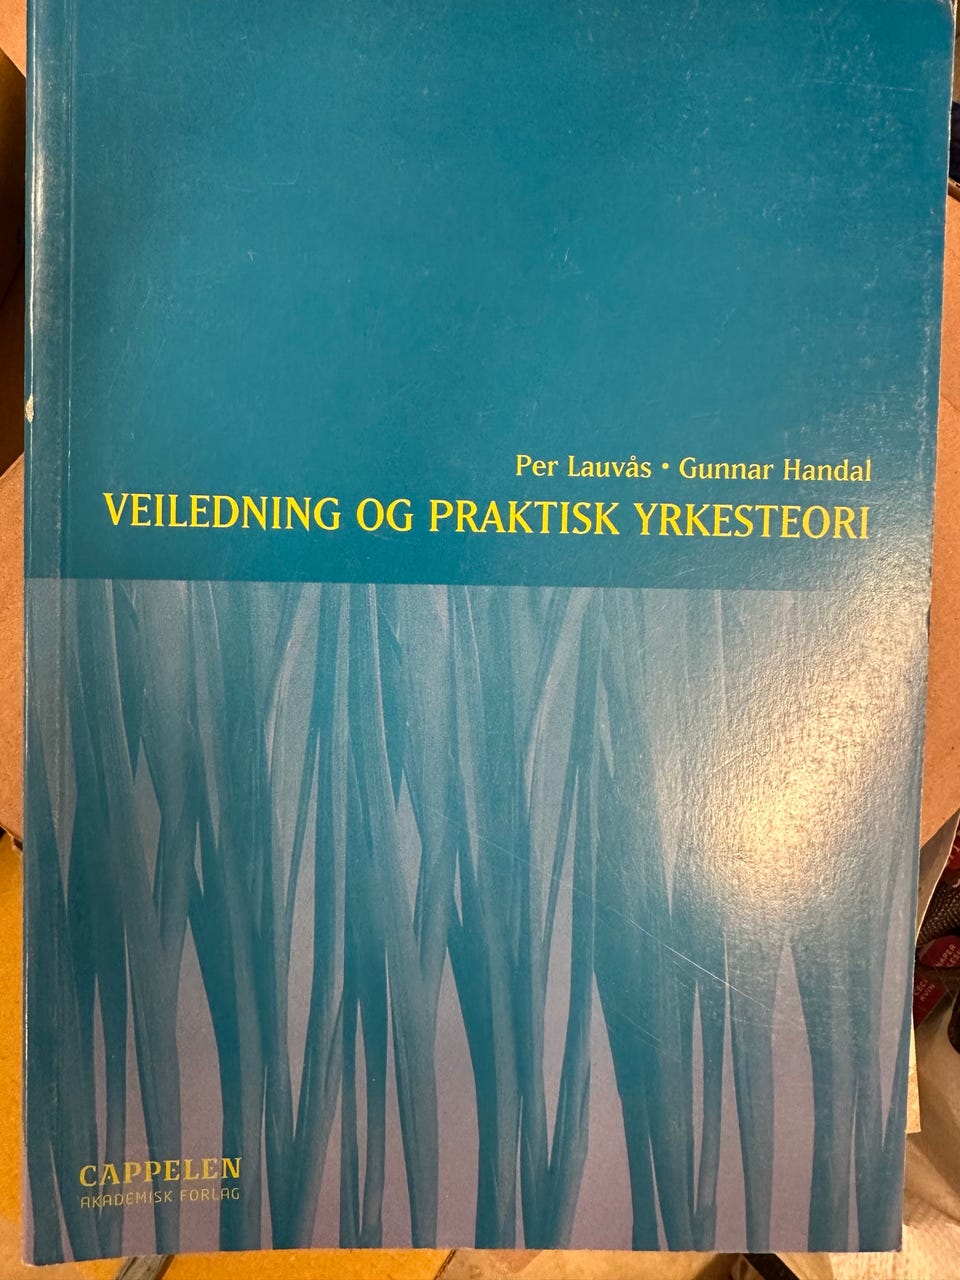 Per Lauvås • Gunnar Handal
VEILEDNING OG PRAKTISK YRKESTEORI
CAPPELEN
AKADEMISK FORLAG